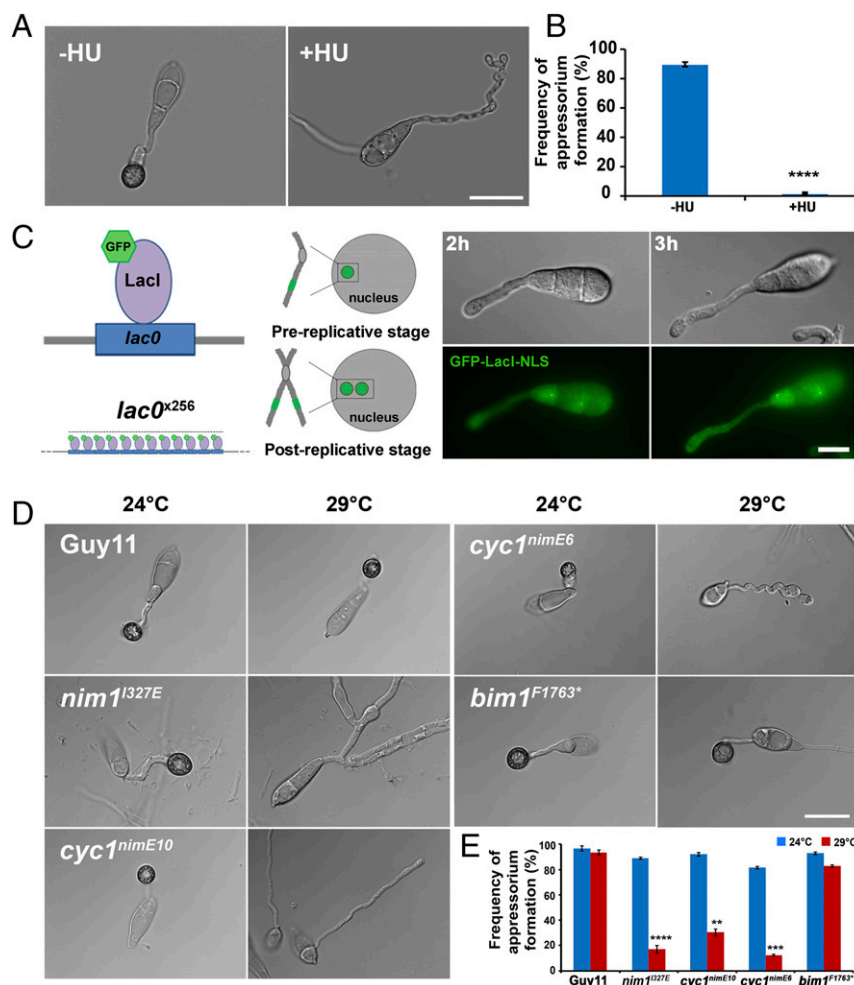 A
-HU
+HU
B
Frequency of
appressorium
formation (%)
100
80
60
40
20
0
****
-HU
+HU
C
GFP
LacI
lac0
lac0x256
nucleus
Pre-replicative stage
nucleus
Post-replicative stage
2h
3h
GFP-LacI-NLS
D
24°C
29°C
24°C
29°C
Guy11
cyc1nimE6
nim1I327E
bim1F1763*
cyc1nimE10
E
24°C
29°C
Frequency of
appressorium
formation (%)
100
80
60
40
20
0
****
**
***
Guy11
nim1I327E
cyc1nimE10
cyc1nimE6
bim1F1763*